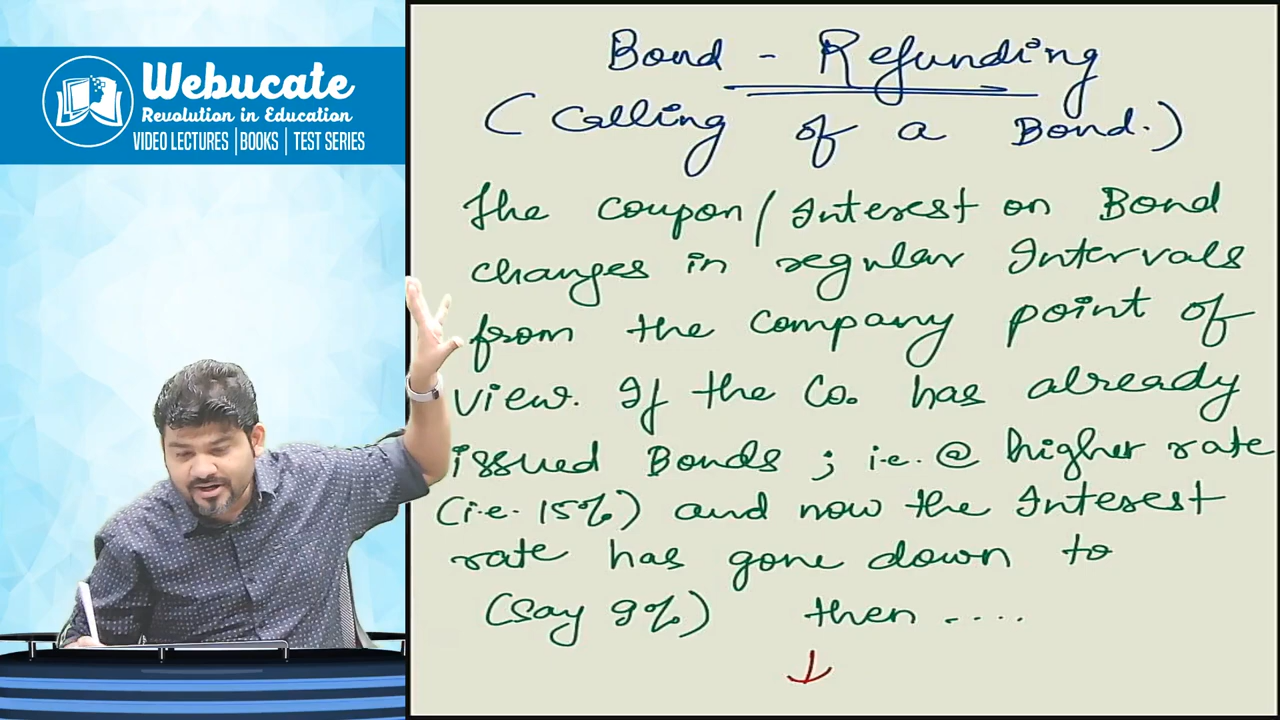 Webucate
Revolution in Education
VIDEO LECTURES | BOOKS | TEST SERIES
Bond - Refunding
(Calling of a Bond.)
The coupon/Interest on Bond
changes in regular Intervals
from the company point of
view. If the Co. has already
issued Bonds ; i.e. @ higher rate
(i.e. 15%) and now the Interest
rate has gone down to
(say 9%) then ....